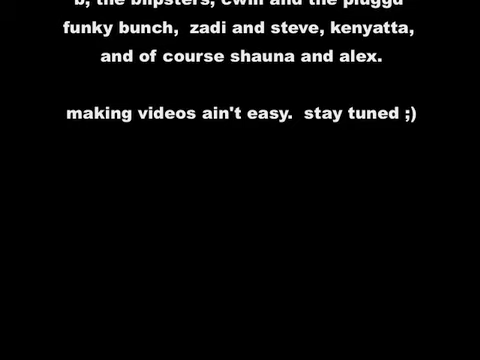 b, the blipsters, cwill and the pluggd
funky bunch,  zadi and steve, kenyatta,
and of course shauna and alex.
making videos ain't easy.  stay tuned ;)